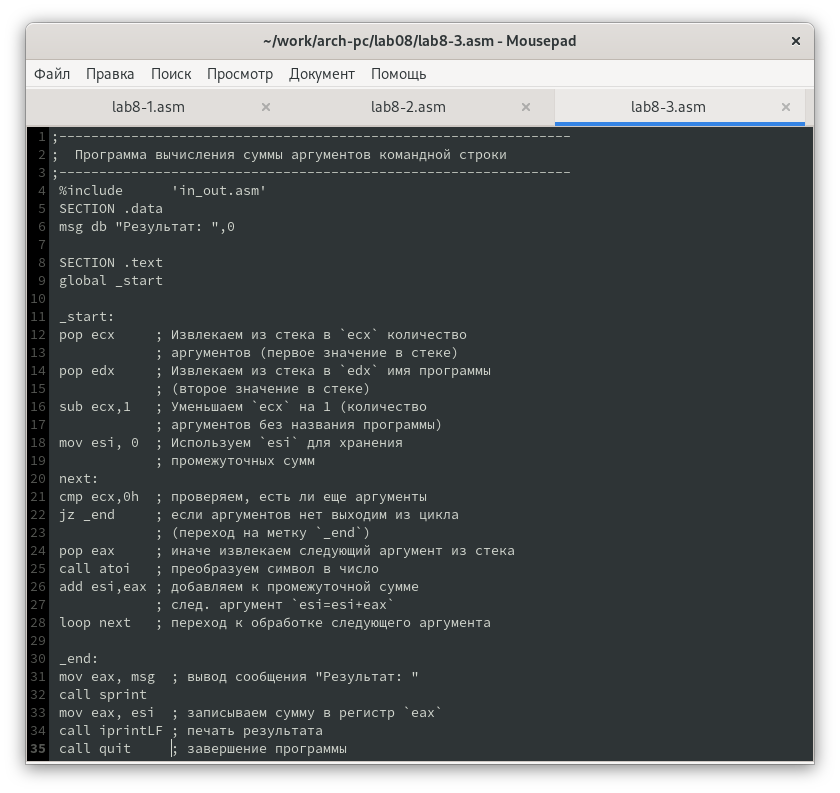 ~/work/arch-pc/lab08/lab8-3.asm - Mousepad
Файл Правка Поиск Просмотр Документ Помощь
lab8-1.asm lab8-2.asm lab8-3.asm
1 ;----------------------------------------------------------------
2 ;  Программа вычисления суммы аргументов командной строки
3 ;----------------------------------------------------------------
4 %include      'in_out.asm'
5 SECTION .data
6 msg db "Результат: ",0
7
8 SECTION .text
9 global _start
10
11 _start:
12 pop ecx     ; Извлекаем из стека в `ecx` количество
13             ; аргументов (первое значение в стеке)
14 pop edx     ; Извлекаем из стека в `edx` имя программы
15             ; (второе значение в стеке)
16 sub ecx,1   ; Уменьшаем `ecx` на 1 (количество
17             ; аргументов без названия программы)
18 mov esi, 0  ; Используем `esi` для хранения
19             ; промежуточных сумм
20 next:
21 cmp ecx,0h  ; проверяем, есть ли еще аргументы
22 jz _end     ; если аргументов нет выходим из цикла
23             ; (переход на метку `_end`)
24 pop eax     ; иначе извлекаем следующий аргумент из стека
25 call atoi   ; преобразуем символ в число
26 add esi,eax ; добавляем к промежуточной сумме
27             ; след. аргумент `esi=esi+eax`
28 loop next   ; переход к обработке следующего аргумента
29
30 _end:
31 mov eax, msg  ; вывод сообщения "Результат: "
32 call sprint
33 mov eax, esi  ; записываем сумму в регистр `eax`
34 call iprintLF ; печать результата
35 call quit     ; завершение программы